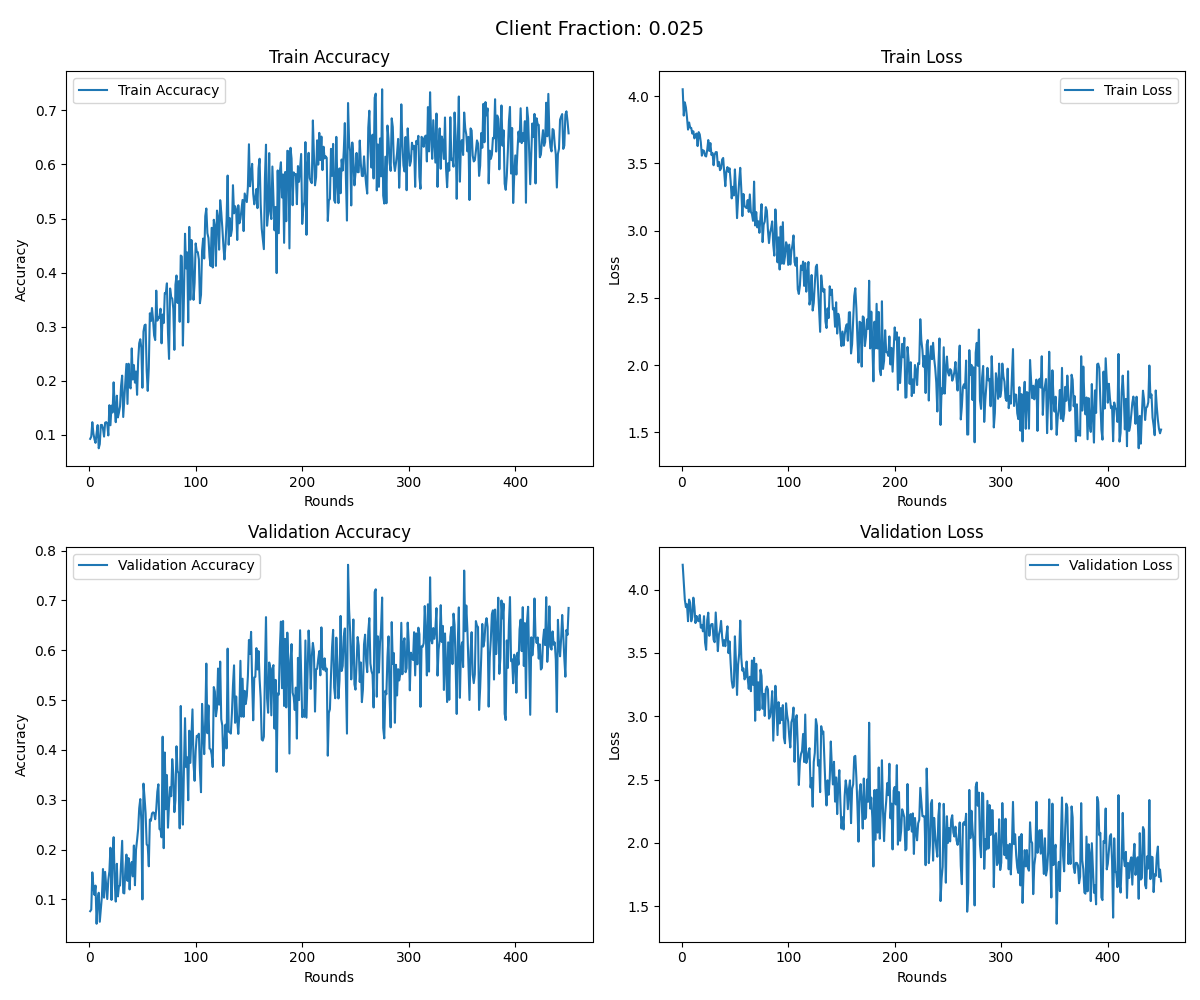 Client Fraction: 0.025
Train Accuracy
Train Accuracy
Accuracy
0.7
0.6
0.5
0.4
0.3
0.2
0.1
0
100
200
300
400
Rounds
Train Loss
Train Loss
Loss
4.0
3.5
3.0
2.5
2.0
1.5
0
100
200
300
400
Rounds
Validation Accuracy
Validation Accuracy
Accuracy
0.8
0.7
0.6
0.5
0.4
0.3
0.2
0.1
0
100
200
300
400
Rounds
Validation Loss
Validation Loss
Loss
4.0
3.5
3.0
2.5
2.0
1.5
0
100
200
300
400
Rounds